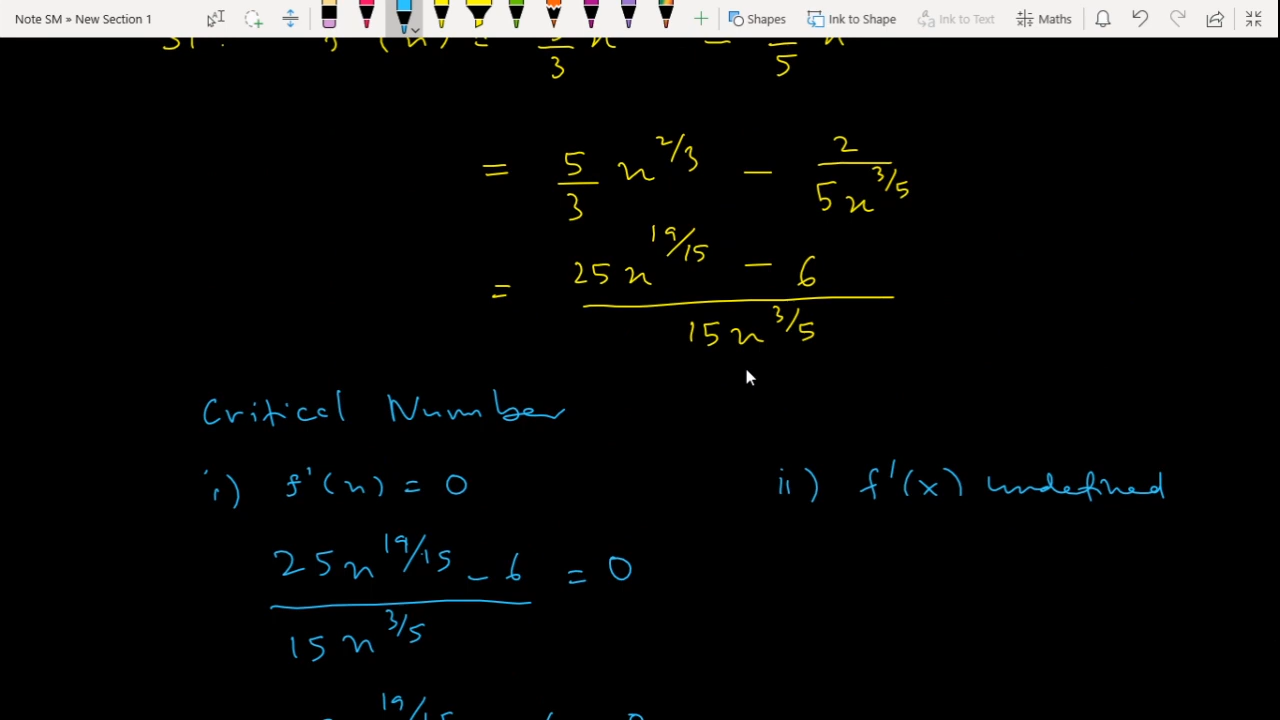 Note SM » New Section 1
Shapes Ink to Shape Ink to Text Maths
= 5/3 x^{2/3} - 2/(5x^{3/5})
= (25x^{19/15} - 6)/(15x^{3/5})
Critical Number
i) f'(x) = 0 ii) f'(x) undefined
(25x^{19/15} - 6)/(15x^{3/5}) = 0